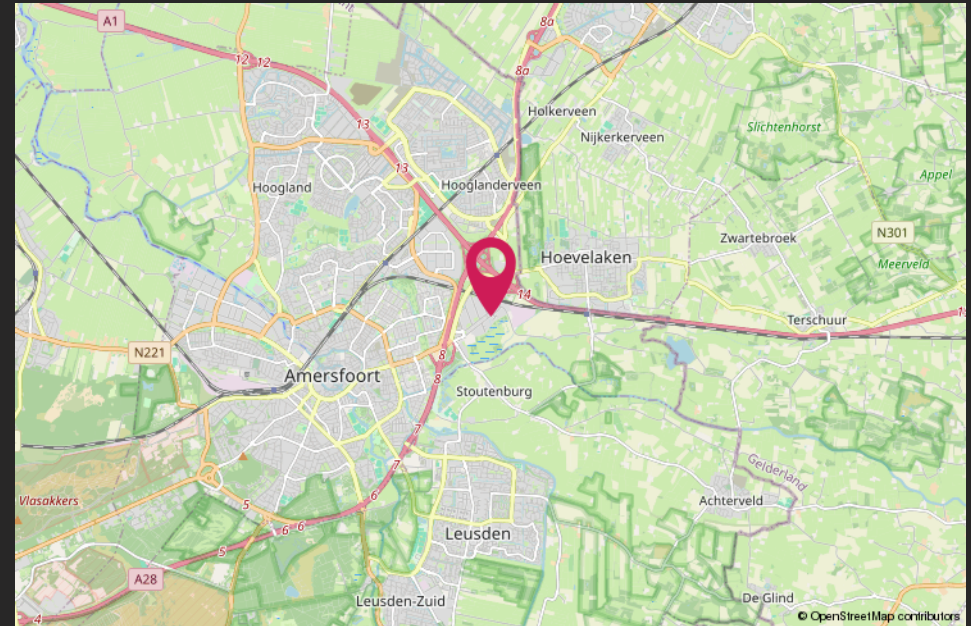 8a
A1
12 12
8a
Holkerveen
13
Nijkerkerveen
Slichtenhorst
13
Appel
Hoogland
Hooglanderveen
N301
Zwartebroek
Hoevelaken
Meerveld
14
Terschuur
N221
8
Amersfoort
8
Stoutenburg
7
7
Gelderland
Vlasakkers
5
6
Achterveld
6 6
Leusden
5
A28
De Glind
Leusden-Zuid
4
© OpenStreetMap contributors